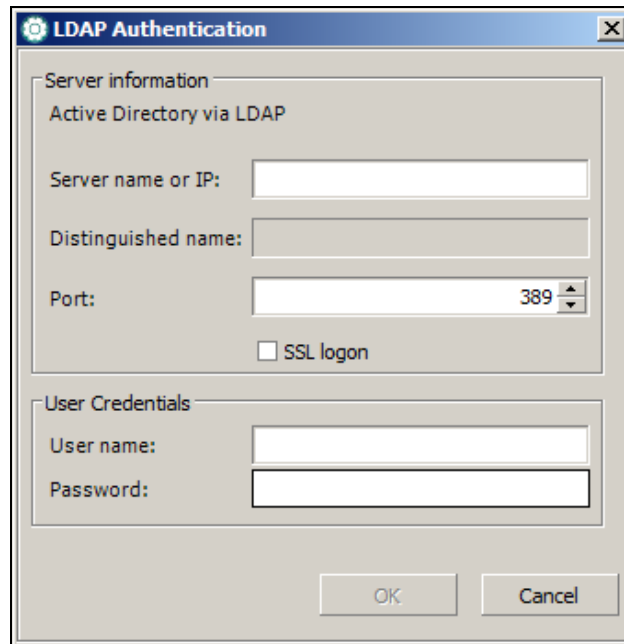 LDAP Authentication
Server information
Active Directory via LDAP
Server name or IP:
Distinguished name:
Port: 389
SSL logon
User Credentials
User name:
Password:
OK Cancel